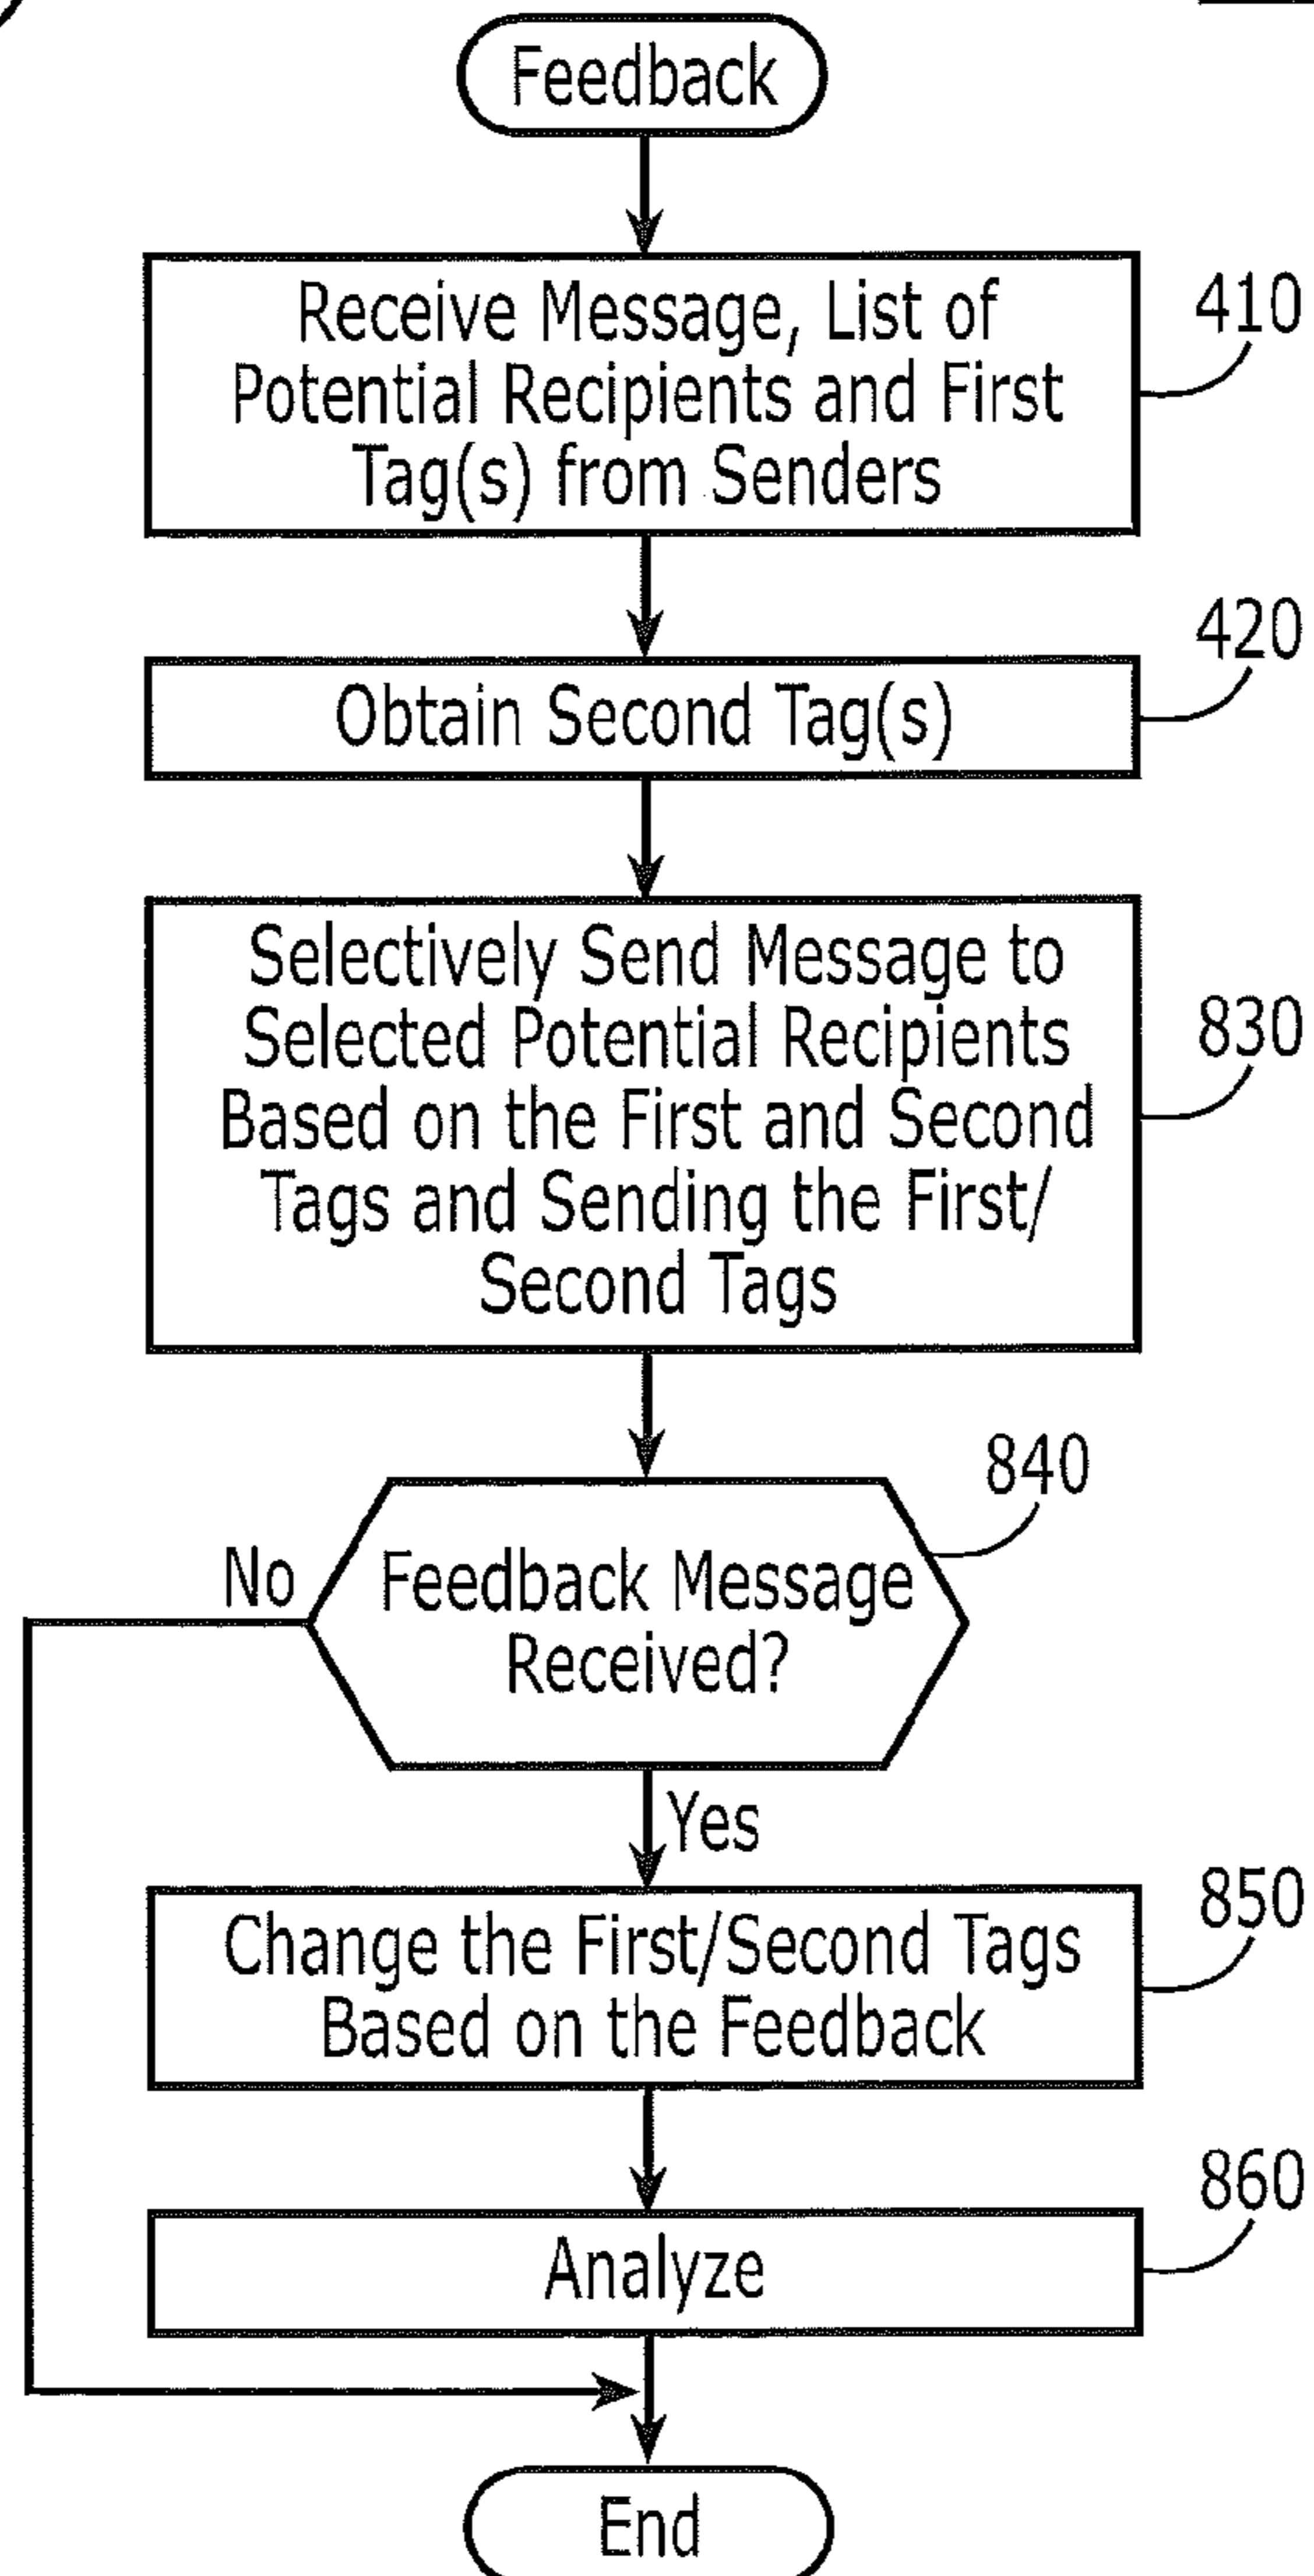 Feedback
Receive Message, List of
Potential Recipients and First
Tag(s) from Senders
410
Obtain Second Tag(s)
420
Selectively Send Message to
Selected Potential Recipients
Based on the First and Second
Tags and Sending the First/
Second Tags
830
Feedback Message
Received?
840
No
Yes
Change the First/Second Tags
Based on the Feedback
850
Analyze
860
End